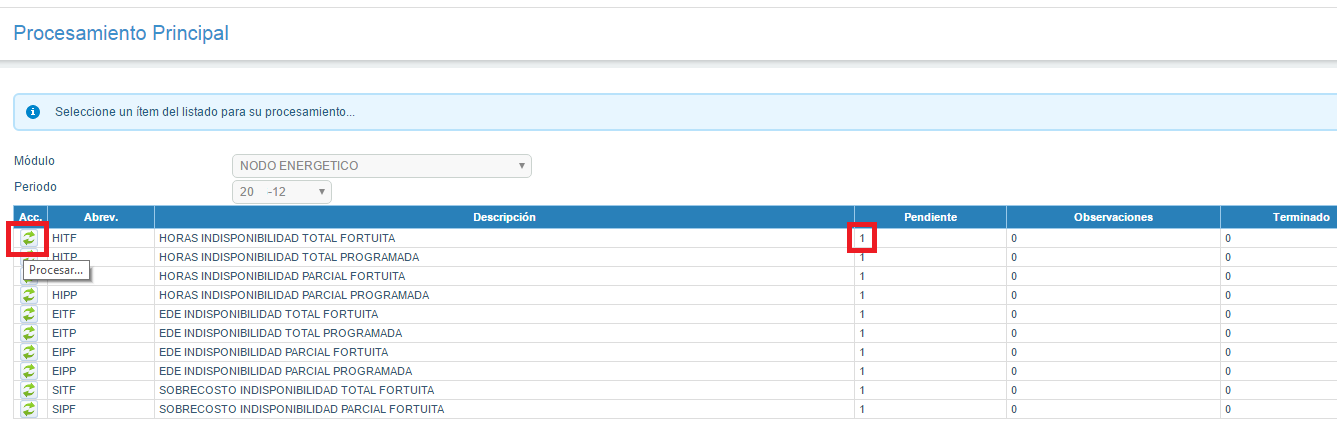 Procesamiento Principal
Seleccione un ítem del listado para su procesamiento...
Módulo NODO ENERGETICO
Periodo 20 -12
Acc. Abrev. Descripción Pendiente Observaciones Terminado
HITF HORAS INDISPONIBILIDAD TOTAL FORTUITA 1 0 0
HITP HORAS INDISPONIBILIDAD TOTAL PROGRAMADA 1 0 0
Procesar... HORAS INDISPONIBILIDAD PARCIAL FORTUITA 1 0 0
HIPP HORAS INDISPONIBILIDAD PARCIAL PROGRAMADA 1 0 0
EITF EDE INDISPONIBILIDAD TOTAL FORTUITA 1 0 0
EITP EDE INDISPONIBILIDAD TOTAL PROGRAMADA 1 0 0
EIPF EDE INDISPONIBILIDAD PARCIAL FORTUITA 1 0 0
EIPP EDE INDISPONIBILIDAD PARCIAL PROGRAMADA 1 0 0
SITF SOBRECOSTO INDISPONIBILIDAD TOTAL FORTUITA 1 0 0
SIPF SOBRECOSTO INDISPONIBILIDAD PARCIAL FORTUITA 1 0 0